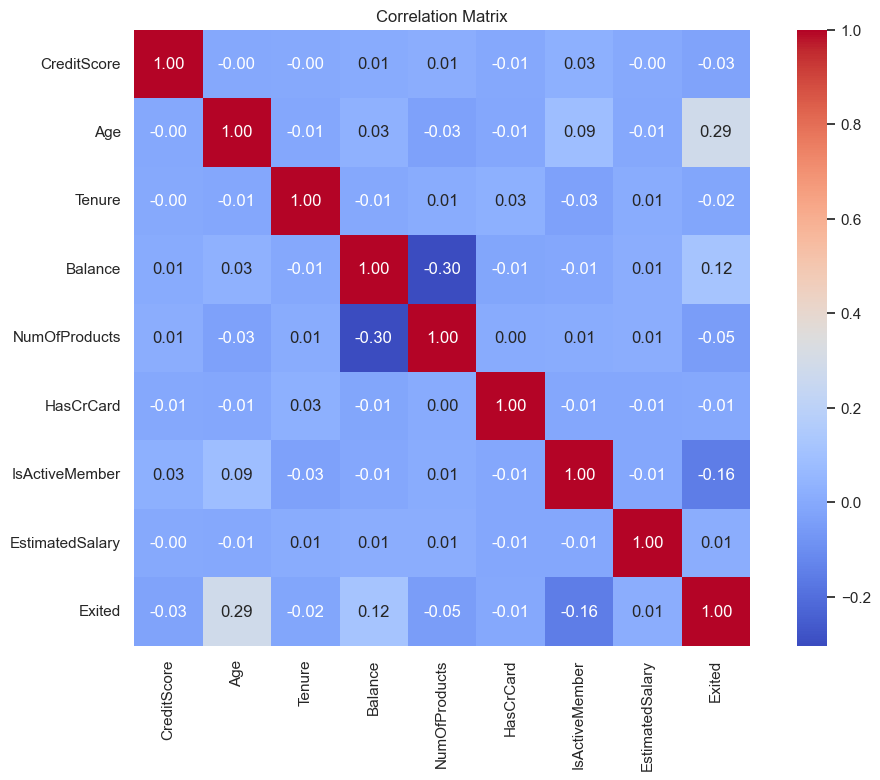 Correlation Matrix
CreditScore 1.00 -0.00 -0.00 0.01 0.01 -0.01 0.03 -0.00 -0.03
Age -0.00 1.00 -0.01 0.03 -0.03 -0.01 0.09 -0.01 0.29
Tenure -0.00 -0.01 1.00 -0.01 0.01 0.03 -0.03 0.01 -0.02
Balance 0.01 0.03 -0.01 1.00 -0.30 -0.01 -0.01 0.01 0.12
NumOfProducts 0.01 -0.03 0.01 -0.30 1.00 0.00 0.01 0.01 -0.05
HasCrCard -0.01 -0.01 0.03 -0.01 0.00 1.00 -0.01 -0.01 -0.01
IsActiveMember 0.03 0.09 -0.03 -0.01 0.01 -0.01 1.00 -0.01 -0.16
EstimatedSalary -0.00 -0.01 0.01 0.01 0.01 -0.01 -0.01 1.00 0.01
Exited -0.03 0.29 -0.02 0.12 -0.05 -0.01 -0.16 0.01 1.00
CreditScore
Age
Tenure
Balance
NumOfProducts
HasCrCard
IsActiveMember
EstimatedSalary
Exited
1.0
0.8
0.6
0.4
0.2
0.0
−0.2